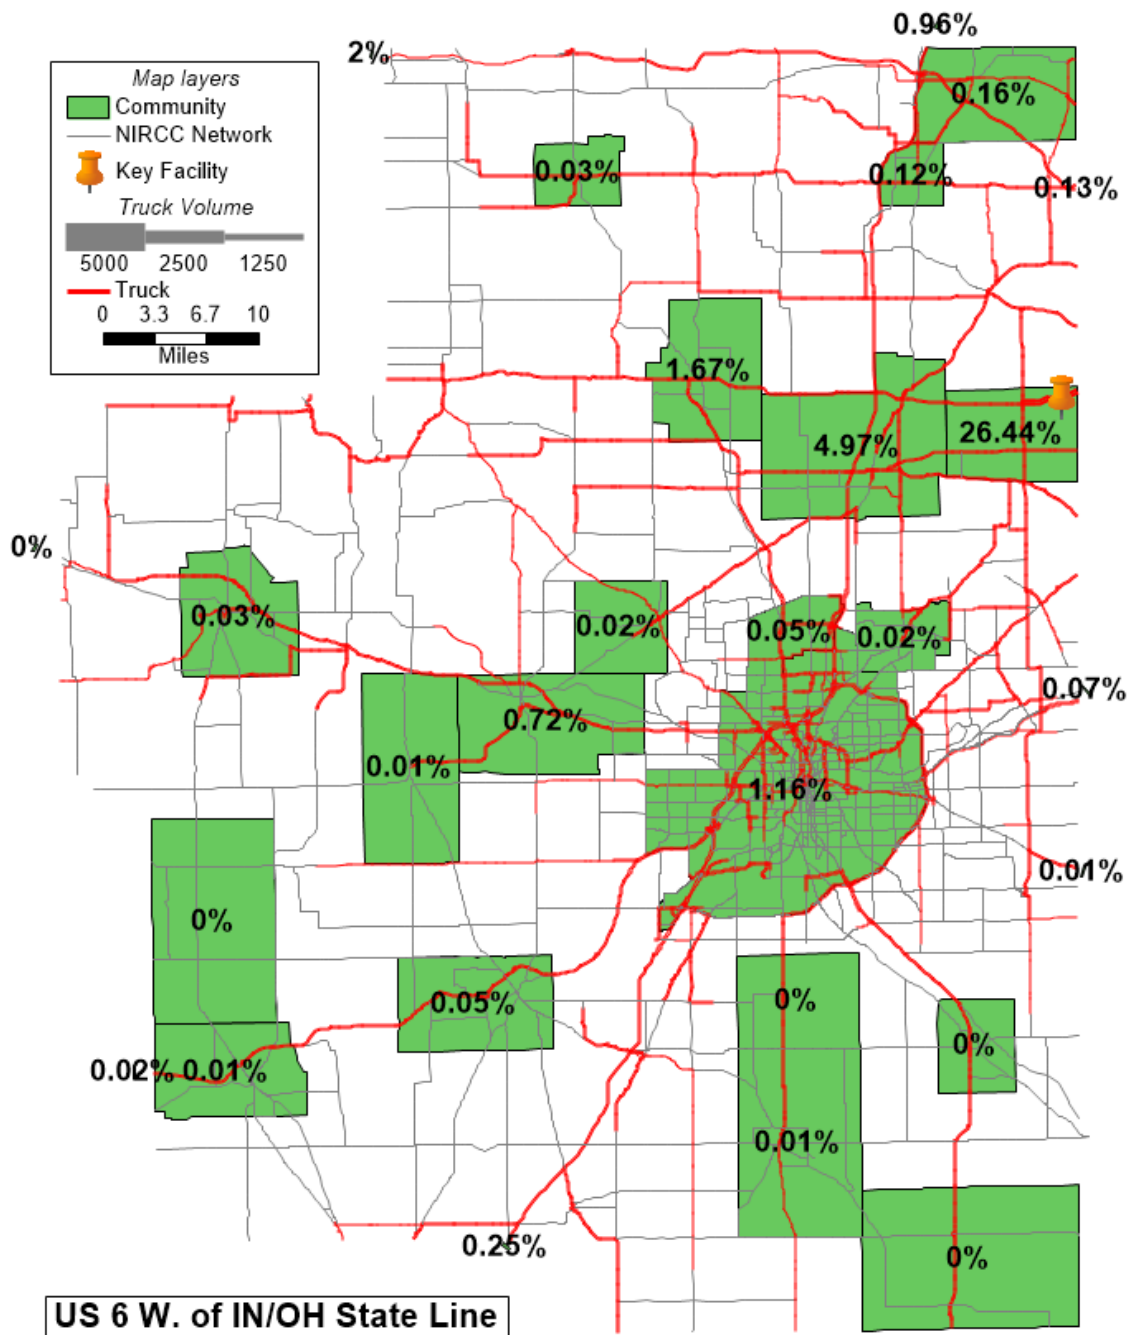 0.96%
2%
Map layers
Community
NIRCC Network
Key Facility
Truck Volume
5000 2500 1250
Truck
0 3.3 6.7 10
Miles
0.16%
0.03%
0.12%
0.13%
1.67%
4.97%
26.44%
0%
0.03%
0.02%
0.05%
0.02%
0.07%
0.72%
0.01%
1.16%
0.01%
0%
0.05%
0%
0%
0.02%
0.01%
0.01%
0.25%
0%
US 6 W. of IN/OH State Line